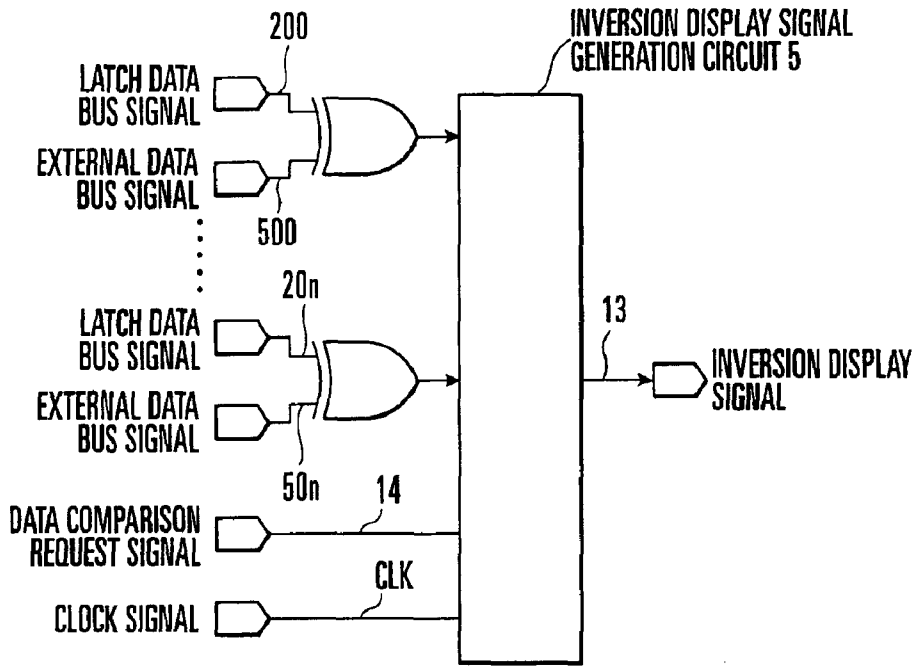 200
INVERSION DISPLAY SIGNAL
GENERATION CIRCUIT 5
LATCH DATA
BUS SIGNAL
EXTERNAL DATA
BUS SIGNAL
500
20n
LATCH DATA
BUS SIGNAL
13
INVERSION DISPLAY
SIGNAL
EXTERNAL DATA
BUS SIGNAL
50n
14
DATA COMPARISON
REQUEST SIGNAL
CLK
CLOCK SIGNAL